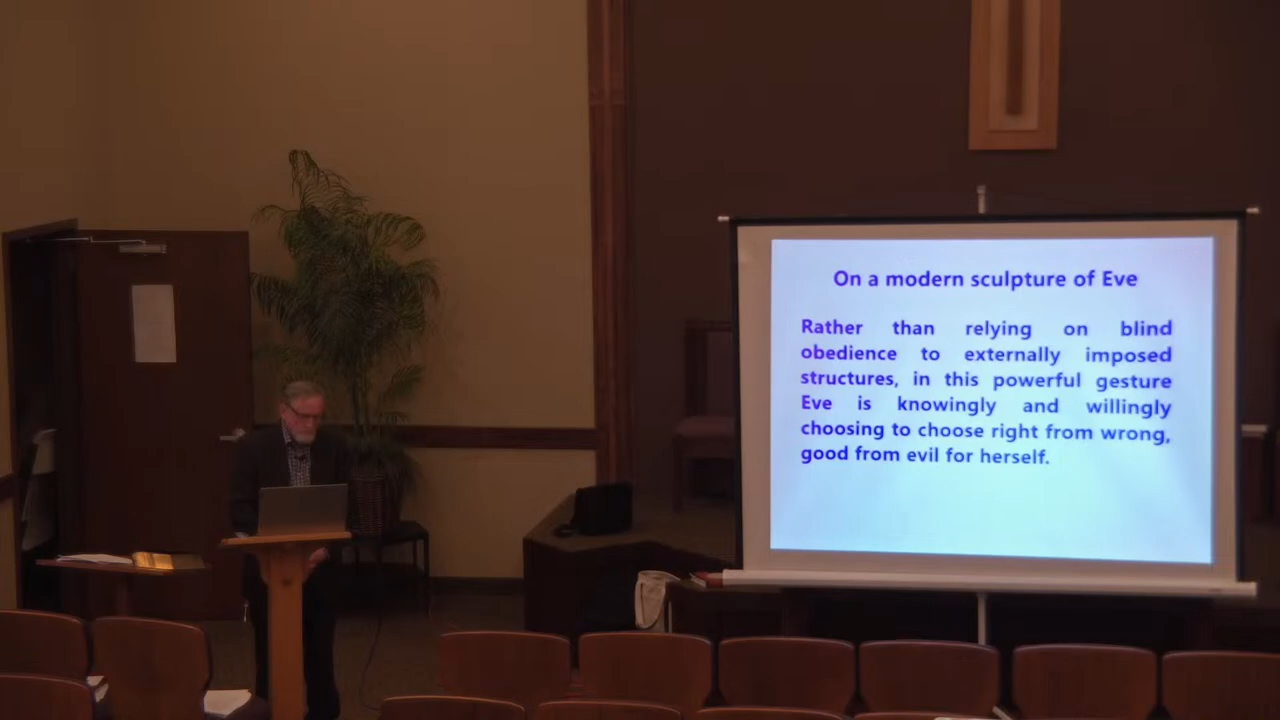 On a modern sculpture of Eve
Rather than relying on blind
obedience to externally imposed
structures, in this powerful gesture
Eve is knowingly and willingly
choosing to choose right from wrong,
good from evil for herself.